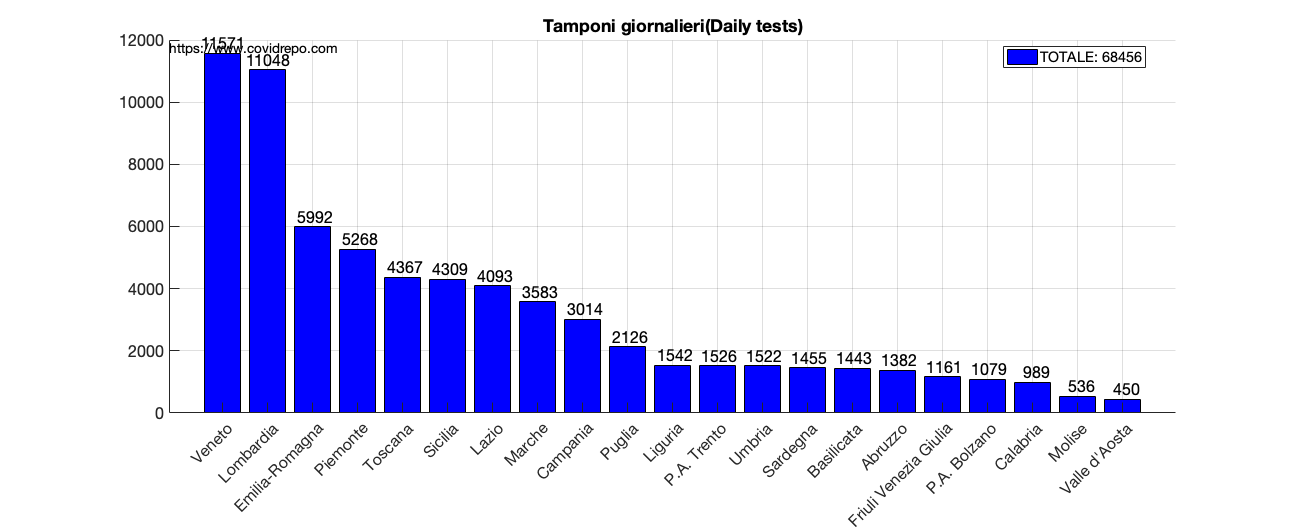 Tamponi giornalieri(Daily tests)
https://www.covidrepo.com
TOTALE: 68456
12000
10000
8000
6000
4000
2000
0
11571
11048
5992
5268
4367
4309
4093
3583
3014
2126
1542
1526
1522
1455
1443
1382
1161
1079
989
536
450
Veneto
Lombardia
Emilia-Romagna
Piemonte
Toscana
Sicilia
Lazio
Marche
Campania
Puglia
Liguria
P.A. Trento
Umbria
Sardegna
Basilicata
Abruzzo
Friuli Venezia Giulia
P.A. Bolzano
Calabria
Molise
Valle d'Aosta